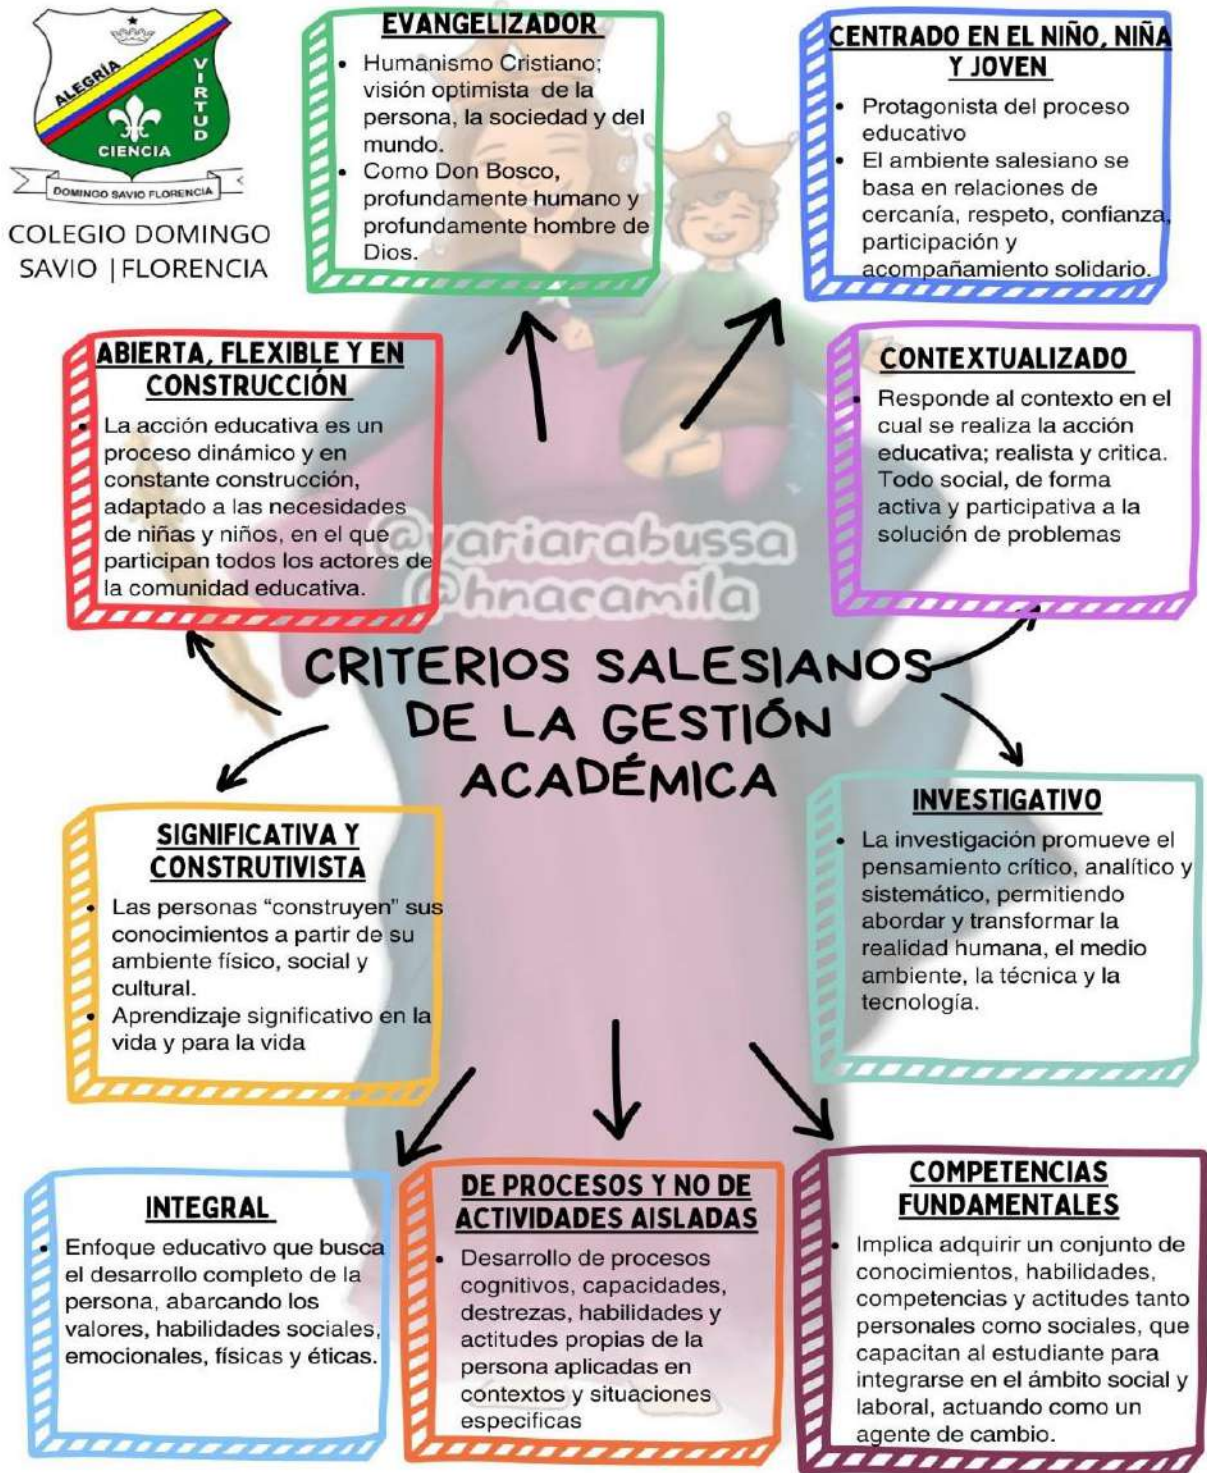 ALEGRÍA
VIRTUD
CIENCIA
DOMINGO SAVIO FLORENCIA
COLEGIO DOMINGO
SAVIO | FLORENCIA
EVANGELIZADOR
• Humanismo Cristiano;
visión optimista de la
persona, la sociedad y del
mundo.
• Como Don Bosco,
profundamente humano y
profundamente hombre de
Dios.
CENTRADO EN EL NIÑO, NIÑA
Y JOVEN
• Protagonista del proceso
educativo
• El ambiente salesiano se
basa en relaciones de
cercanía, respeto, confianza,
participación y
acompañamiento solidario.
ABIERTA, FLEXIBLE Y EN
CONSTRUCCIÓN
• La acción educativa es un
proceso dinámico y en
constante construcción,
adaptado a las necesidades
de niñas y niños, en el que
participan todos los actores de
la comunidad educativa.
CONTEXTUALIZADO
• Responde al contexto en el
cual se realiza la acción
educativa; realista y critica.
Todo social, de forma
activa y participativa a la
solución de problemas
@variarabussa
@hnacamila
CRITERIOS SALESIANOS
DE LA GESTIÓN
ACADÉMICA
SIGNIFICATIVA Y
CONSTRUTIVISTA
• Las personas “construyen” sus
conocimientos a partir de su
ambiente físico, social y
cultural.
• Aprendizaje significativo en la
vida y para la vida
INVESTIGATIVO
• La investigación promueve el
pensamiento crítico, analítico y
sistemático, permitiendo
abordar y transformar la
realidad humana, el medio
ambiente, la técnica y la
tecnología.
INTEGRAL
• Enfoque educativo que busca
el desarrollo completo de la
persona, abarcando los
valores, habilidades sociales,
emocionales, físicas y éticas.
DE PROCESOS Y NO DE
ACTIVIDADES AISLADAS
• Desarrollo de procesos
cognitivos, capacidades,
destrezas, habilidades y
actitudes propias de la
persona aplicadas en
contextos y situaciones
especificas
COMPETENCIAS
FUNDAMENTALES
• Implica adquirir un conjunto de
conocimientos, habilidades,
competencias y actitudes tanto
personales como sociales, que
capacitan al estudiante para
integrarse en el ámbito social y
laboral, actuando como un
agente de cambio.